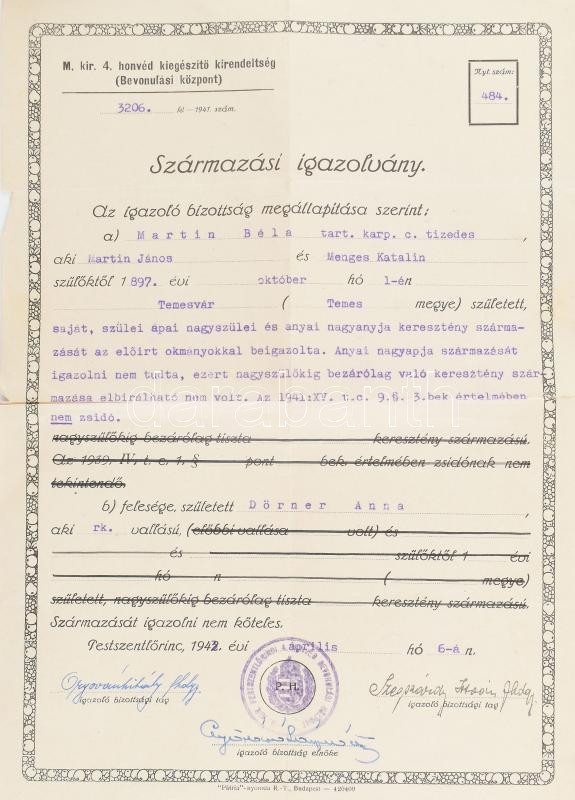 M. kir. 4. honvéd kiegészítő kirendeltség
(Bevonulási központ)
3206. sz.—1941. szám.
Nyt. szám:
484.
Származási igazolvány.
Az igazoló bizottság megállapítása szerint;
a) Martin Béla tart. karp. c. tizedes,
aki Martin János és Menges Katalin
szülőktől 1897. évi október hó 1-én
Temesvár ( Temes megye) született,
saját, szülei ápai nagyszülei és anyai nagyanyja keresztény szárma-
zását az előirt okmányokkal beigazolta. Anyai nagyapja származását
igazolni nem tudta, ezért nagyszülőkig bezárólag való keresztény szár-
mazása elbírálható nem volt. Az 1941:XV. t.c. 9.§. 3.bek értelmében
nem zsidó.
nagyszülőkig bezárólag tiszta keresztény származású.
Az 1939. IV. t. c. 1. § pont bek. értelmében zsidónak nem
tekintendő.
b) felesége, született Dörner Anna,
aki rk. vallású, (előbbi vallása volt) és
és szülőktől 1 évi
hó n ( megye)
született, nagyszülőkig bezárólag tiszta keresztény származású.
Származását igazolni nem köteles.
Pestszentlőrinc, 1942. évi április hó 6-á n.
P. H.
igazoló bizottsági tag
igazoló bizottsági tag
igazoló bizottság elnöke
"Pátria"-nyomda R.-T., Budapest — 420409
darabanth